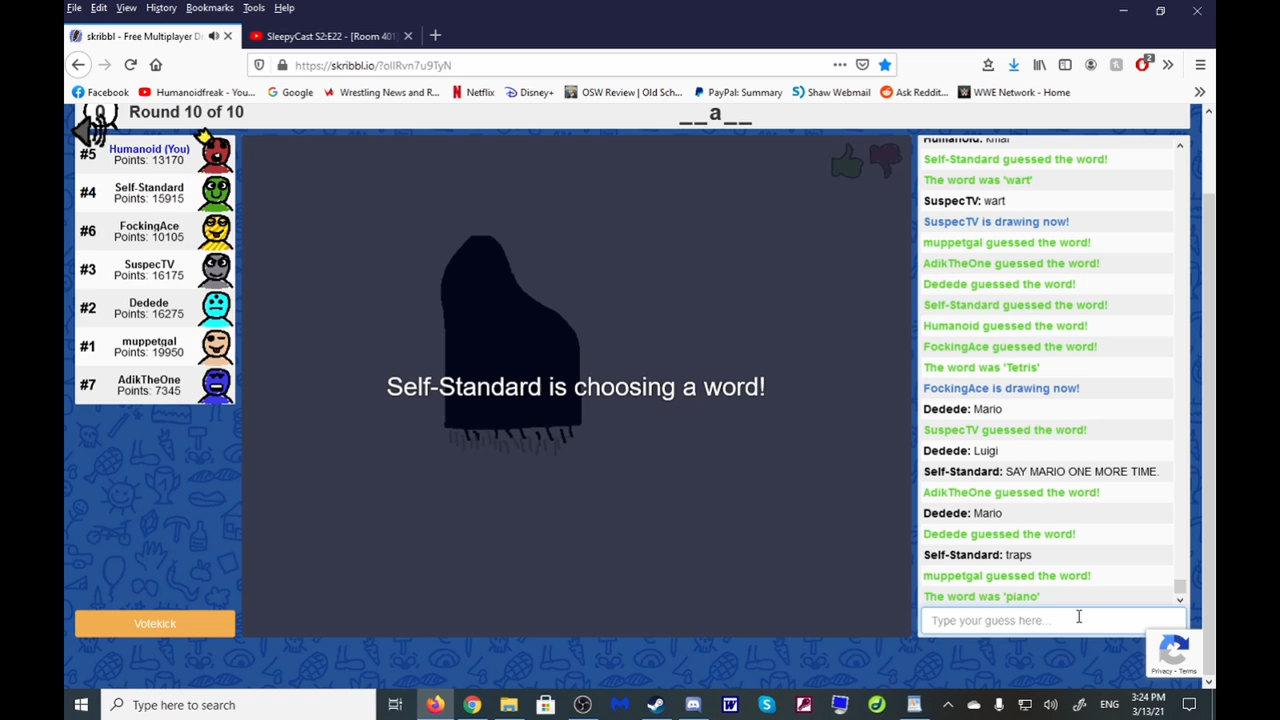 File Edit View History Bookmarks Tools Help
skribbl - Free Multiplayer Dr
SleepyCast S2:E22 - [Room 401]
https://skribbl.io/?
Facebook Humanoidfreak - You... Google Wrestling News and R... Netflix Disney+ OSW Review | Old Sch... PayPal: Summary Shaw Webmail Ask Reddit... WWE Network - Home
Round 10 of 10
__a__
#5 Humanoid (You)
Points: 13170
#4 Self-Standard
Points: 15915
#6 FockingAce
Points: 10105
#3 SuspecTV
Points: 16175
#2 Dedede
Points: 16275
#1 muppetgal
Points: 19950
#7 AdikTheOne
Points: 7345
Votekick
Self-Standard is choosing a word!
Self-Standard guessed the word!
The word was 'wart'
SuspecTV: wart
SuspecTV is drawing now!
muppetgal guessed the word!
AdikTheOne guessed the word!
Dedede guessed the word!
Self-Standard guessed the word!
Humanoid guessed the word!
FockingAce guessed the word!
The word was 'Tetris'
FockingAce is drawing now!
Dedede: Mario
SuspecTV guessed the word!
Dedede: Luigi
Self-Standard: SAY MARIO ONE MORE TIME.
AdikTheOne guessed the word!
Dedede: Mario
Dedede guessed the word!
Self-Standard: traps
muppetgal guessed the word!
The word was 'piano'
Type your guess here...
Privacy - Terms
Type here to search
ENG
3:24 PM
3/13/21